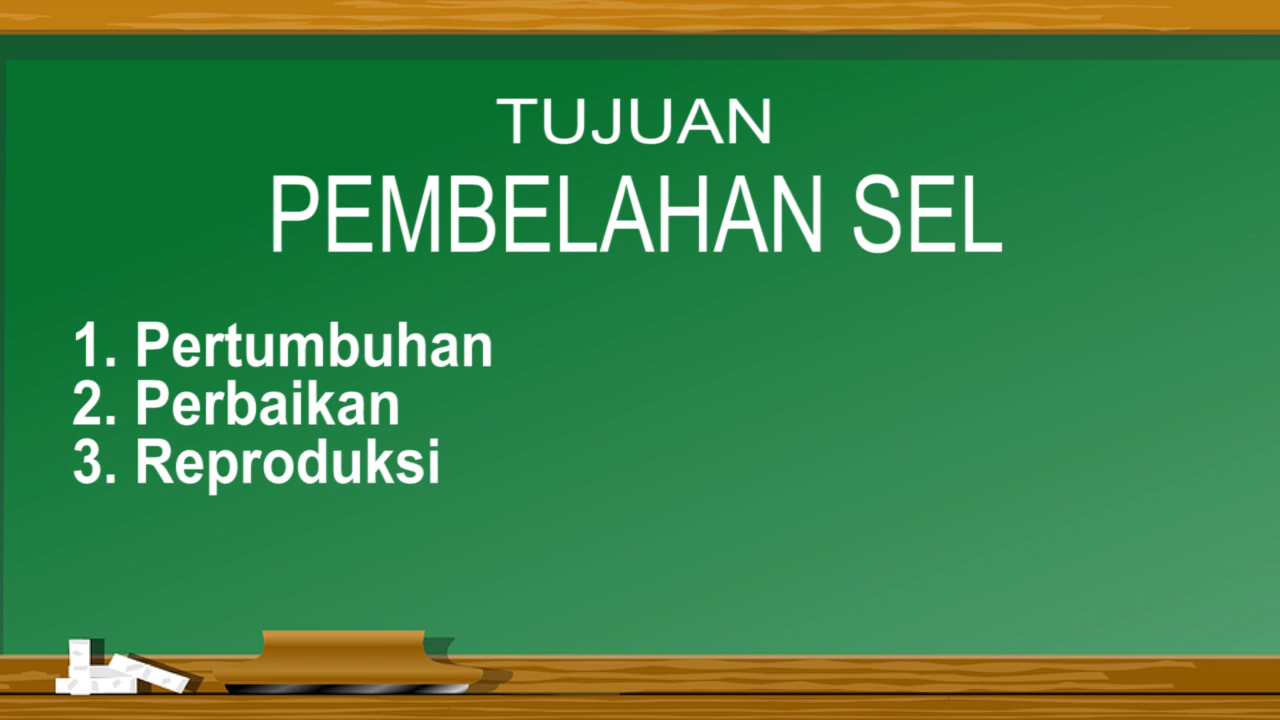 TUJUAN
PEMBELAHAN SEL
1. Pertumbuhan
2. Perbaikan
3. Reproduksi